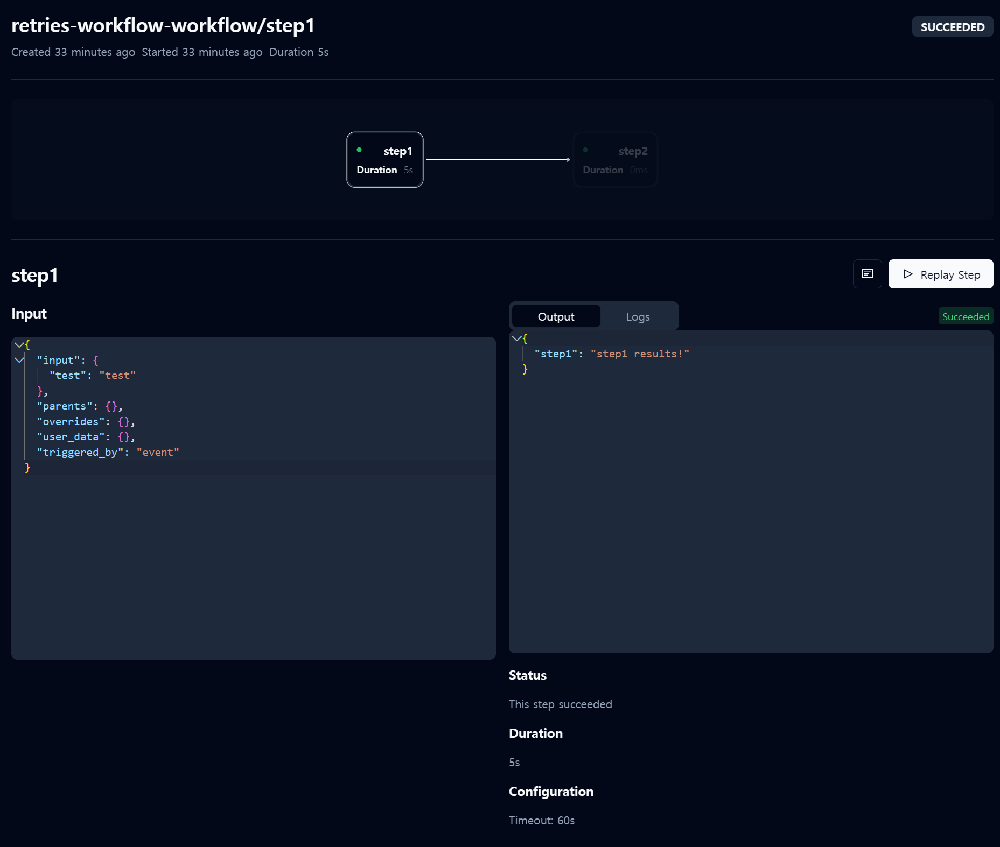 retries-workflow-workflow/step1
SUCCEEDED
Created 33 minutes ago Started 33 minutes ago Duration 5s
step1
Duration 5s
step2
Duration 0ms
step1
Replay Step
Input
{
"input": {
"test": "test"
},
"parents": {},
"overrides": {},
"user_data": {},
"triggered_by": "event"
}
Output
Logs
Succeeded
{
"step1": "step1 results!"
}
Status
This step succeeded
Duration
5s
Configuration
Timeout: 60s